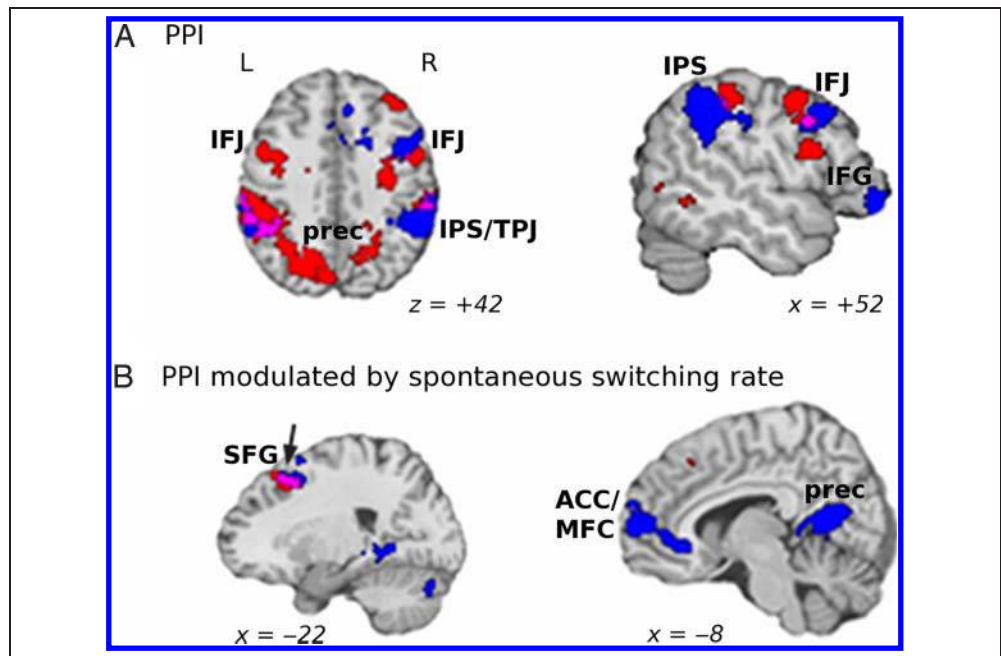 A PPI
L R
IFJ IFJ
prec IPS/TPJ
z = +42
IPS IFJ
IFG
x = +52
B PPI modulated by spontaneous switching rate
SFG
x = –22
ACC/
MFC
prec
x = –8